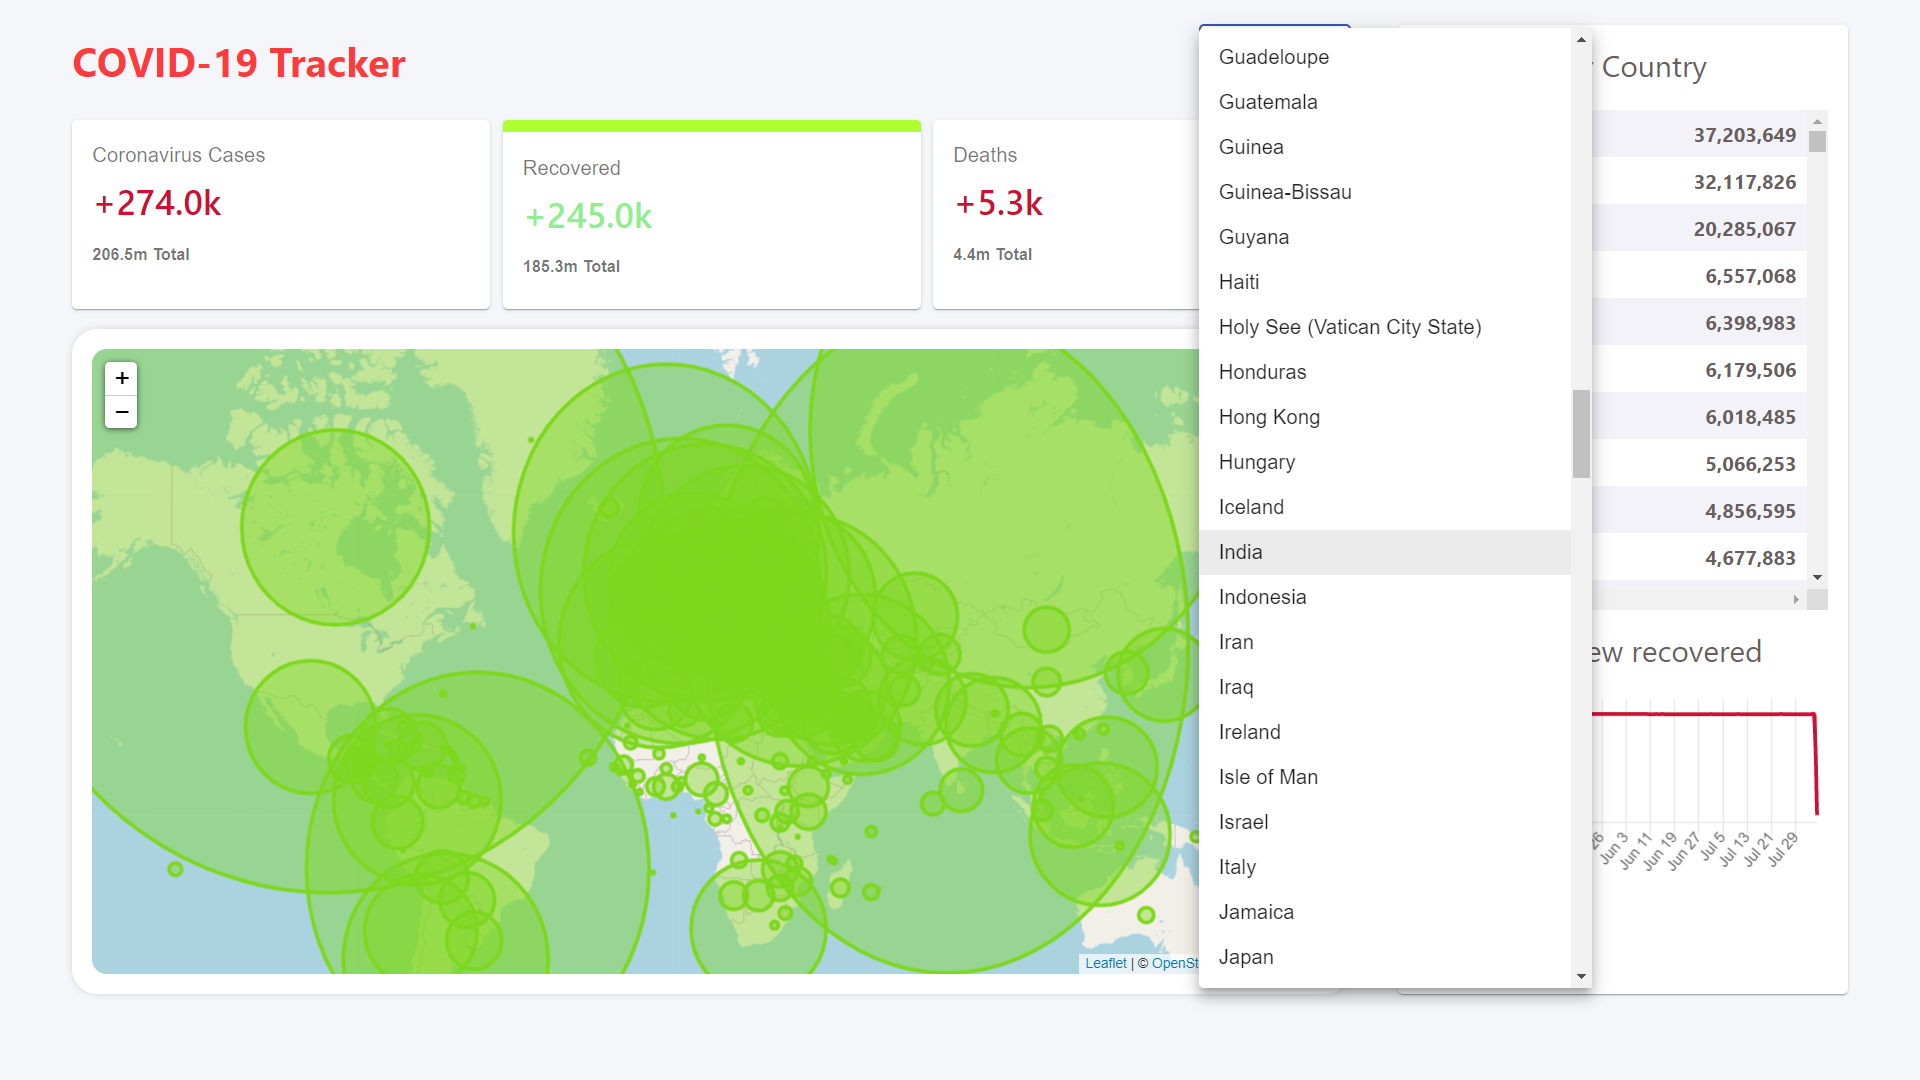 COVID-19 Tracker
Coronavirus Cases
+274.0k
206.5m Total
Recovered
+245.0k
185.3m Total
Deaths
+5.3k
4.4m Total
+
−
Leaflet | © OpenSt
Guadeloupe
Guatemala
Guinea
Guinea-Bissau
Guyana
Haiti
Holy See (Vatican City State)
Honduras
Hong Kong
Hungary
Iceland
India
Indonesia
Iran
Iraq
Ireland
Isle of Man
Israel
Italy
Jamaica
Japan
Country
37,203,649
32,117,826
20,285,067
6,557,068
6,398,983
6,179,506
6,018,485
5,066,253
4,856,595
4,677,883
ew recovered
26
Jun 3
Jun 11
Jun 19
Jun 27
Jul 5
Jul 13
Jul 21
Jul 29